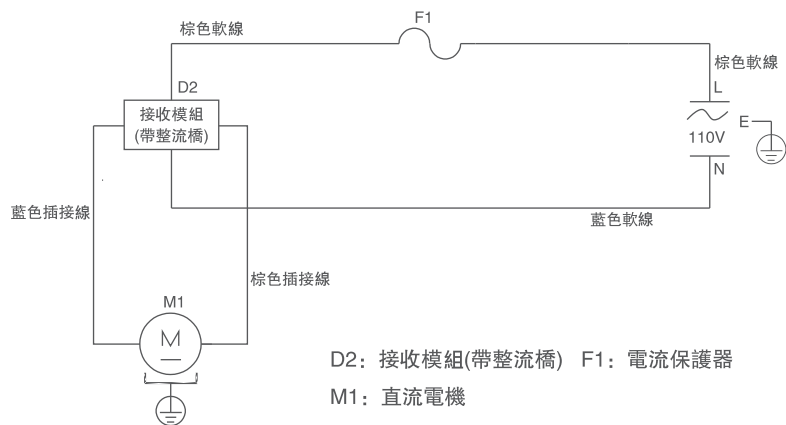 F1
棕色軟線
棕色軟線
D2
L
接收模組
(帶整流橋)
E
110V
N
藍色插接線
藍色軟線
棕色插接線
M1
M
D2：接收模組(帶整流橋) F1：電流保護器
M1：直流電機